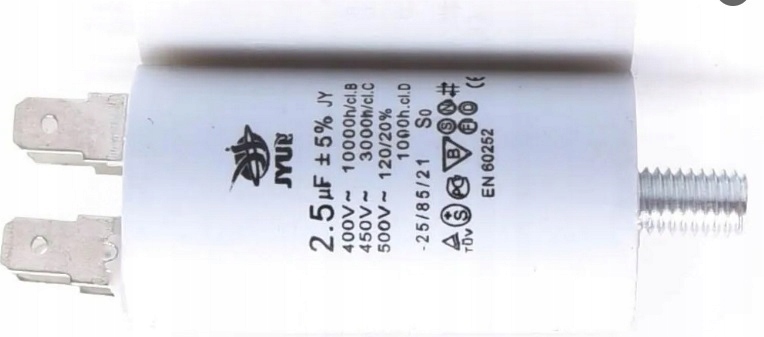 JYUE
2.5µF ± 5% JY
400V~ 10000h/cl.B
450V~ 3000h/cl.C
500V~ 120/20%
1000h.cl.D
-25/85/21 S0
TÜV
EN 60252